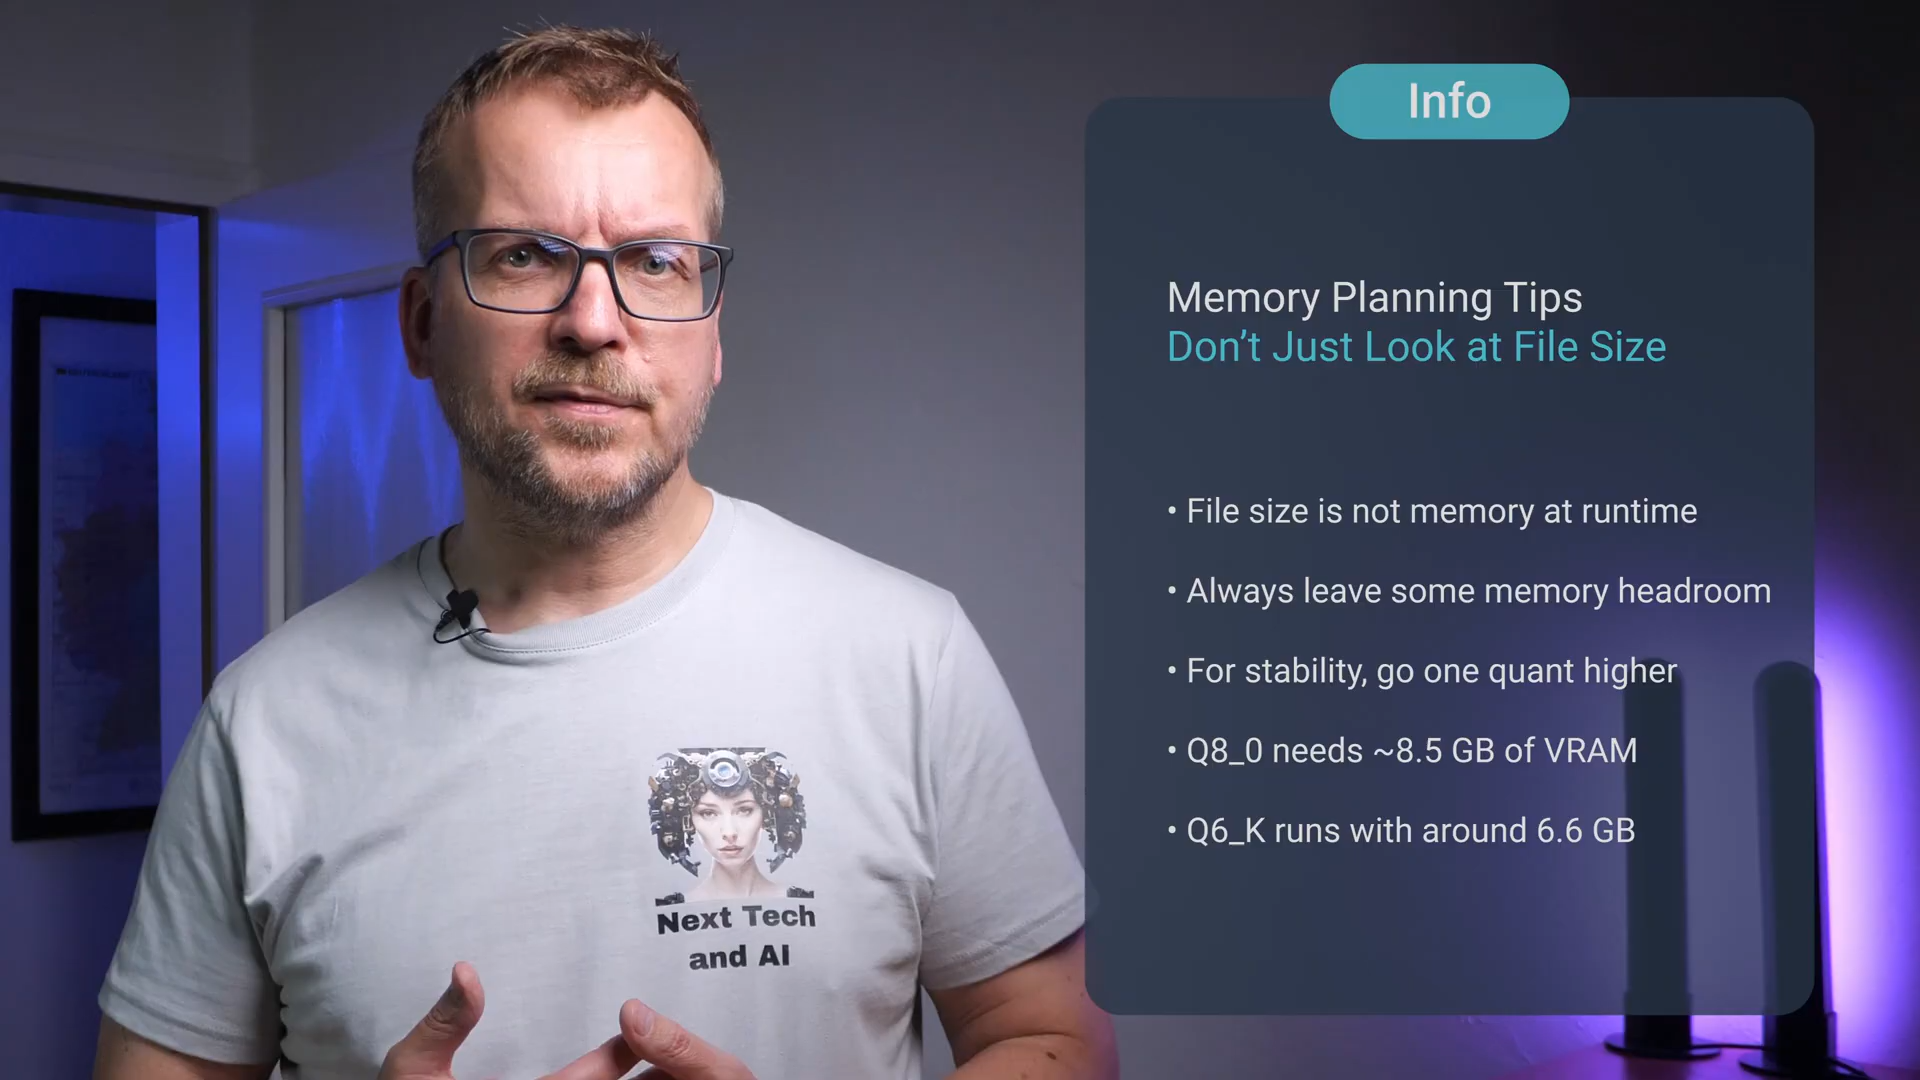 Info
Memory Planning Tips
Don’t Just Look at File Size
• File size is not memory at runtime
• Always leave some memory headroom
• For stability, go one quant higher
• Q8_0 needs ~8.5 GB of VRAM
• Q6_K runs with around 6.6 GB
Next Tech
and AI